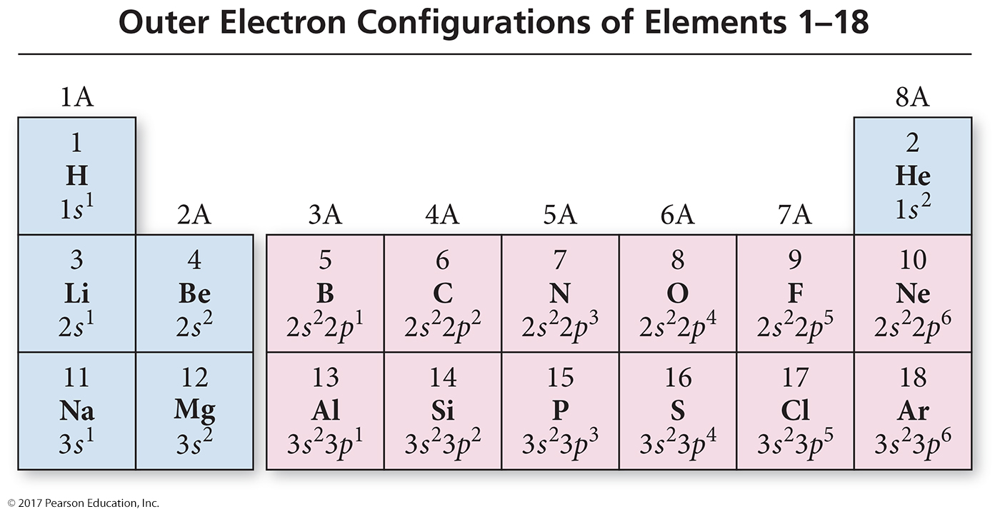 Outer Electron Configurations of Elements 1–18
1A
8A
1
H
1s¹
2
He
1s²
2A
3A
4A
5A
6A
7A
3
Li
2s¹
4
Be
2s²
5
B
2s²2p¹
6
C
2s²2p²
7
N
2s²2p³
8
O
2s²2p⁴
9
F
2s²2p⁵
10
Ne
2s²2p⁶
11
Na
3s¹
12
Mg
3s²
13
Al
3s²3p¹
14
Si
3s²3p²
15
P
3s²3p³
16
S
3s²3p⁴
17
Cl
3s²3p⁵
18
Ar
3s²3p⁶
© 2017 Pearson Education, Inc.